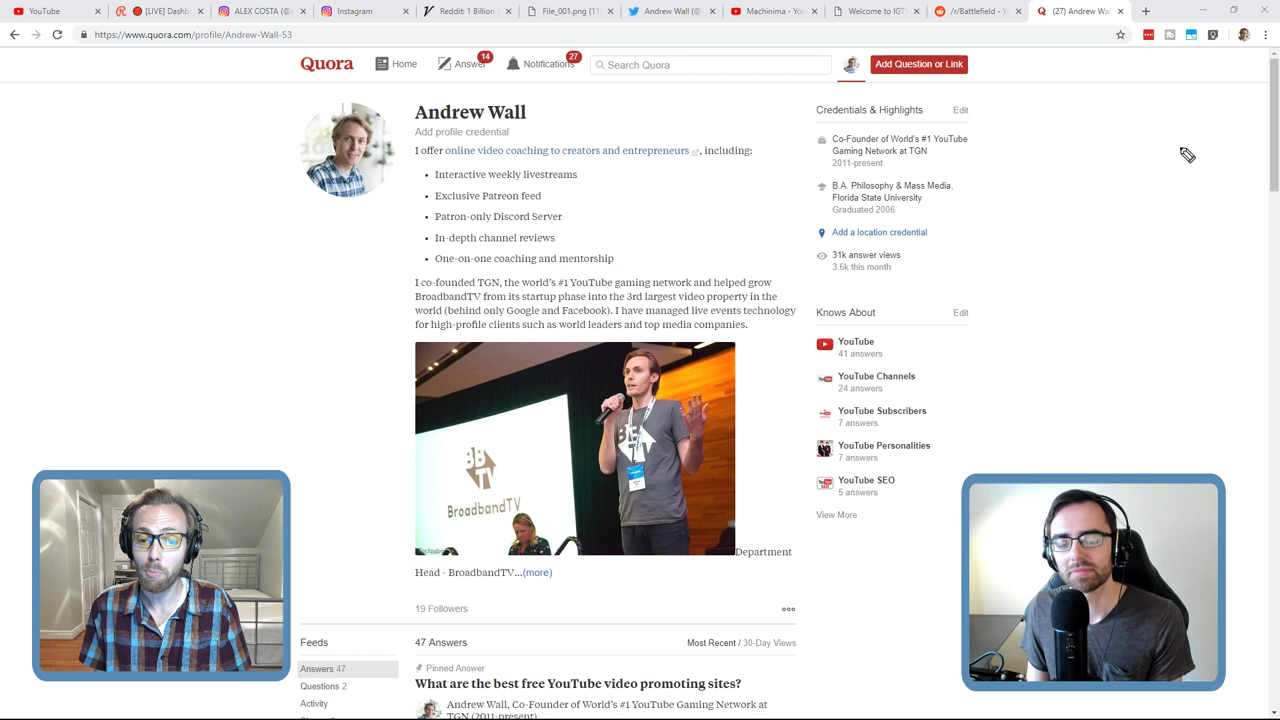 YouTube
[LIVE] Dashbo
ALEX COSTA (@
Instagram
Reddit: 1 Billion
File_001.png (11
Andrew Wall (@
Machinima - You
Welcome to IGT
/r/Battlefield - V
(27) Andrew Wa
https://www.quora.com/profile/Andrew-Wall-53
Quora
Home
Answer
14
Notifications
27
Search Quora
Add Question or Link
Andrew Wall
Add profile credential
I offer online video coaching to creators and entrepreneurs, including:
• Interactive weekly livestreams
• Exclusive Patreon feed
• Patron-only Discord Server
• In-depth channel reviews
• One-on-one coaching and mentorship
I co-founded TGN, the world's #1 YouTube gaming network and helped grow
BroadbandTV from its startup phase into the 3rd largest video property in the
world (behind only Google and Facebook). I have managed live events technology
for high-profile clients such as world leaders and top media companies.
BBTV
BroadbandTV
Department
Head - BroadbandTV...(more)
19 Followers
Credentials & Highlights
Edit
Co-Founder of World's #1 YouTube
Gaming Network at TGN
2011-present
B.A. Philosophy & Mass Media,
Florida State University
Graduated 2006
Add a location credential
31k answer views
3.6k this month
Knows About
Edit
YouTube
41 answers
YouTube Channels
24 answers
YouTube Subscribers
7 answers
YouTube Personalities
7 answers
YouTube SEO
5 answers
View More
Feeds
Answers 47
Questions 2
Activity
47 Answers
Most Recent / 30-Day Views
Pinned Answer
What are the best free YouTube video promoting sites?
Andrew Wall, Co-Founder of World's #1 YouTube Gaming Network at
TGN (2011-present)